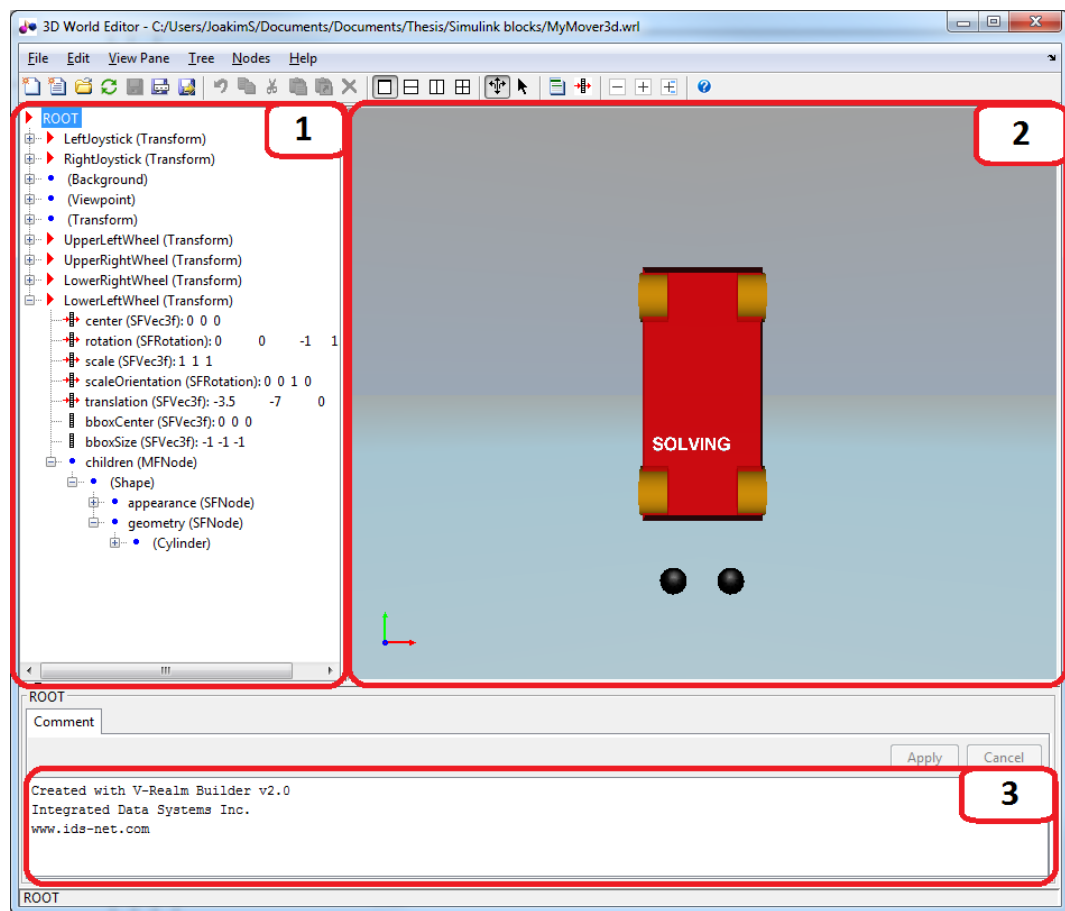 3D World Editor - C:/Users/JoakimS/Documents/Documents/Thesis/Simulink blocks/MyMover3d.wrl
File Edit View Pane Tree Nodes Help
1
2
ROOT
LeftJoystick (Transform)
RightJoystick (Transform)
(Background)
(Viewpoint)
(Transform)
UpperLeftWheel (Transform)
UpperRightWheel (Transform)
LowerRightWheel (Transform)
LowerLeftWheel (Transform)
center (SFVec3f): 0 0 0
rotation (SFRotation): 0 0 -1 1
scale (SFVec3f): 1 1 1
scaleOrientation (SFRotation): 0 0 1 0
translation (SFVec3f): -3.5 -7 0
bboxCenter (SFVec3f): 0 0 0
bboxSize (SFVec3f): -1 -1 -1
children (MFNode)
(Shape)
appearance (SFNode)
geometry (SFNode)
(Cylinder)
SOLVING
ROOT
Comment
Apply Cancel
3
Created with V-Realm Builder v2.0
Integrated Data Systems Inc.
www.ids-net.com
ROOT